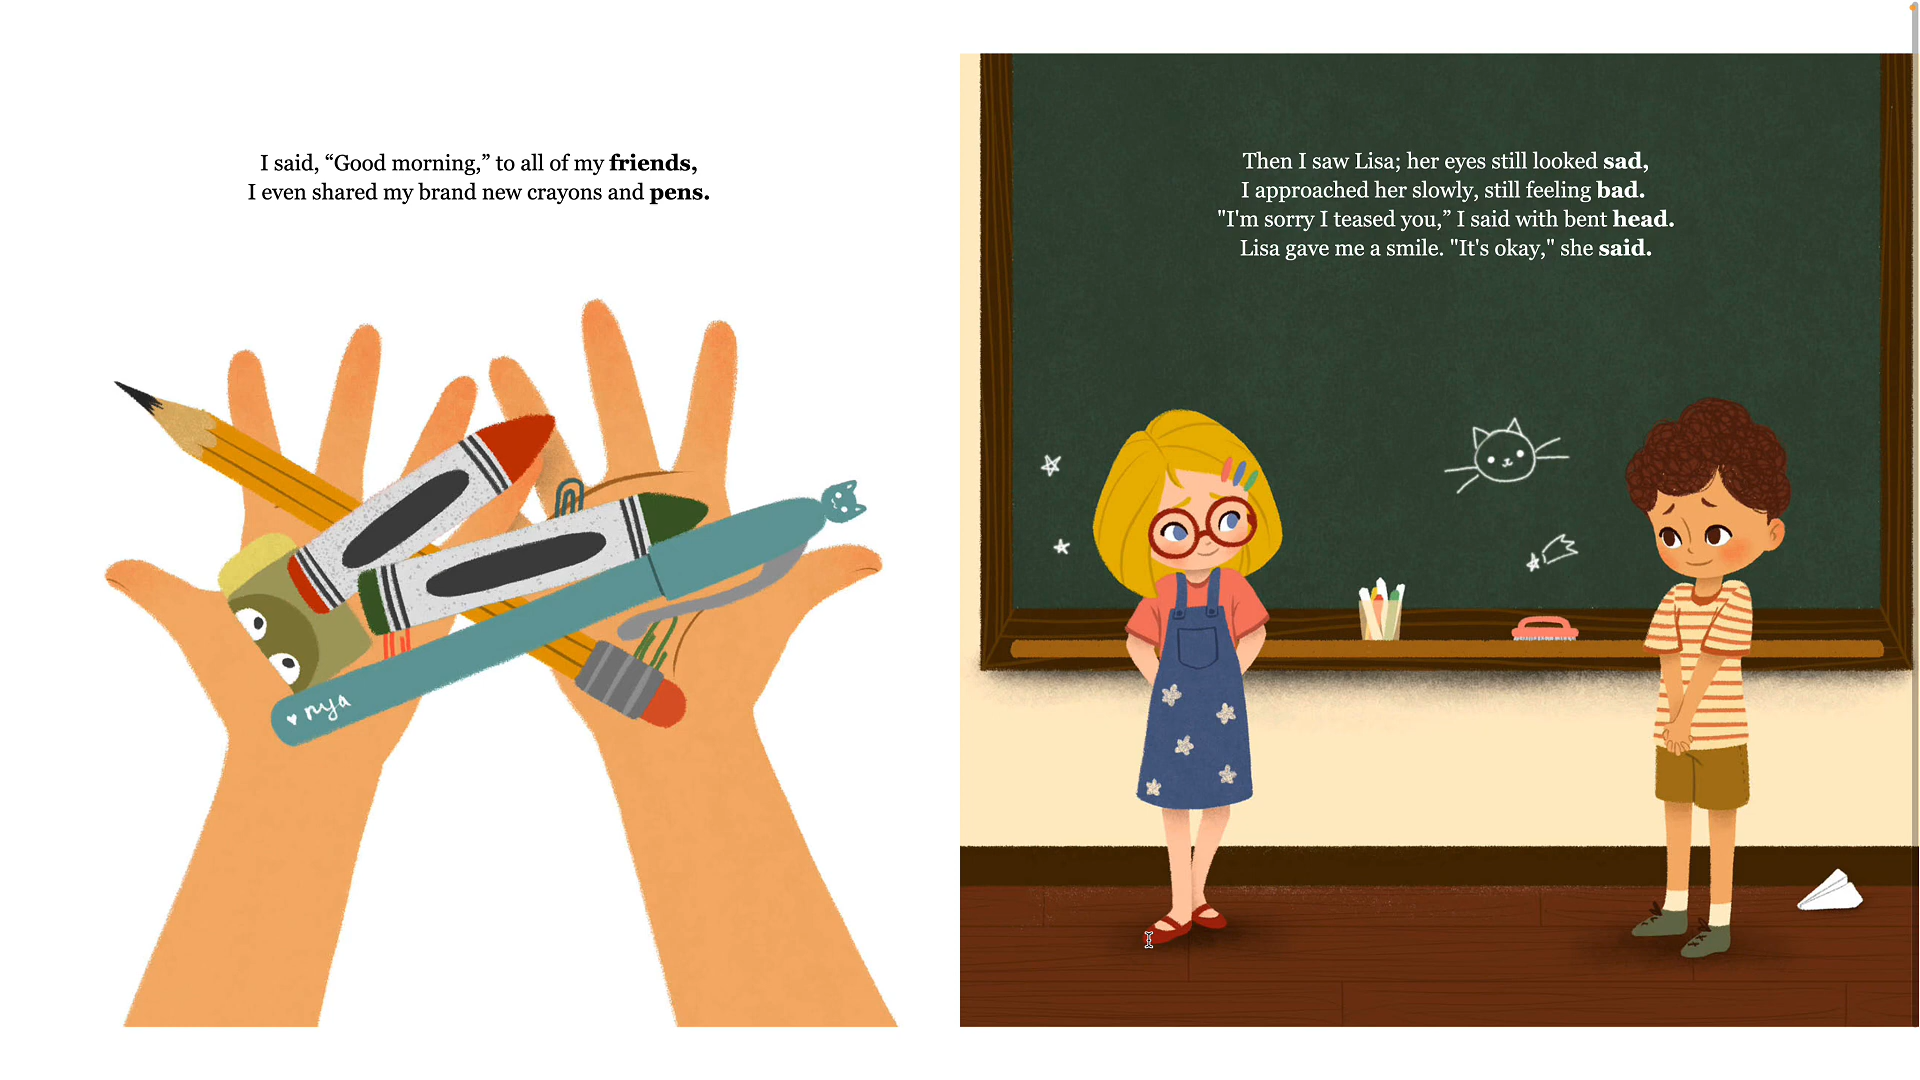 I said, “Good morning,” to all of my friends,
I even shared my brand new crayons and pens.
nya
Then I saw Lisa; her eyes still looked sad,
I approached her slowly, still feeling bad.
"I'm sorry I teased you,” I said with bent head.
Lisa gave me a smile. "It's okay," she said.